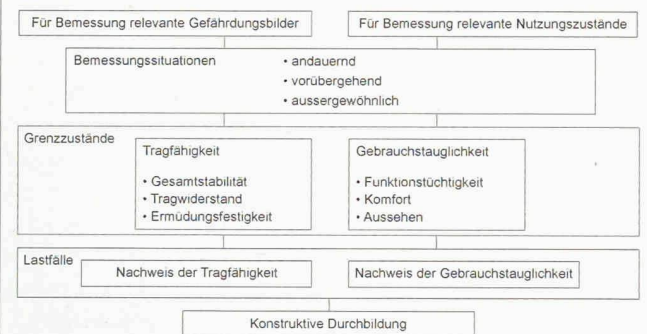 Für Bemessung relevante Gefährdungsbilder
Für Bemessung relevante Nutzungszustände
Bemessungssituationen
• andauernd
• vorübergehend
• aussergewöhnlich
Grenzzustände
Tragfähigkeit
• Gesamtstabilität
• Tragwiderstand
• Ermüdungsfestigkeit
Gebrauchstauglichkeit
• Funktionstüchtigkeit
• Komfort
• Aussehen
Lastfälle
Nachweis der Tragfähigkeit
Nachweis der Gebrauchstauglichkeit
Konstruktive Durchbildung